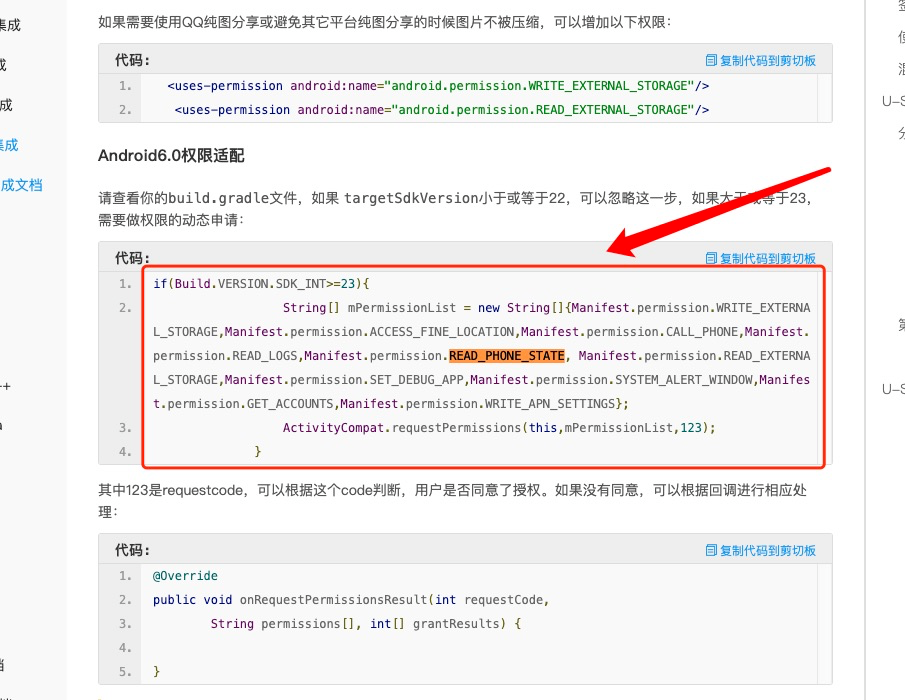 集成
如果需要使用QQ纯图分享或避免其它平台纯图分享的时候图片不被压缩，可以增加以下权限：
成
代码：
复制代码到剪切板
1. <uses-permission android:name="android.permission.WRITE_EXTERNAL_STORAGE"/>
成
U-S
2. <uses-permission android:name="android.permission.READ_EXTERNAL_STORAGE"/>
分
集成
Android6.0权限适配
成文档
请查看你的build.gradle文件，如果 targetSdkVersion小于或等于22，可以忽略这一步，如果大于或等于23，
需要做权限的动态申请：
代码：
复制代码到剪切板
1. if(Build.VERSION.SDK_INT>=23){
2. String[] mPermissionList = new String[]{Manifest.permission.WRITE_EXTERNA
L_STORAGE,Manifest.permission.ACCESS_FINE_LOCATION,Manifest.permission.CALL_PHONE,Manifest.
permission.READ_LOGS,Manifest.permission.READ_PHONE_STATE, Manifest.permission.READ_EXTERNA
L_STORAGE,Manifest.permission.SET_DEBUG_APP,Manifest.permission.SYSTEM_ALERT_WINDOW,Manifes
t.permission.GET_ACCOUNTS,Manifest.permission.WRITE_APN_SETTINGS};
++
U-S
3. ActivityCompat.requestPermissions(this,mPermissionList,123);
4. }
其中123是requestcode，可以根据这个code判断，用户是否同意了授权。如果没有同意，可以根据回调进行相应处
理：
代码：
复制代码到剪切板
1. @Override
2. public void onRequestPermissionsResult(int requestCode,
3. String permissions[], int[] grantResults) {
4.
5. }